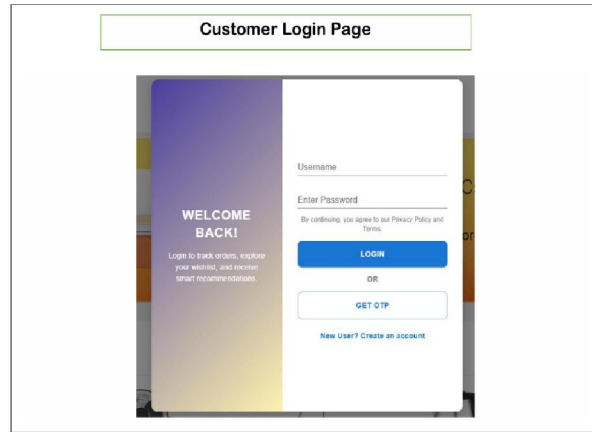 Customer Login Page
WELCOME
BACK!
Login to track orders, explore
your wishlist, and receive
smart recommendations.
Username
Enter Password
By continuing, you agree to our Privacy Policy and
Terms.
LOGIN
OR
GET OTP
New User? Create an account